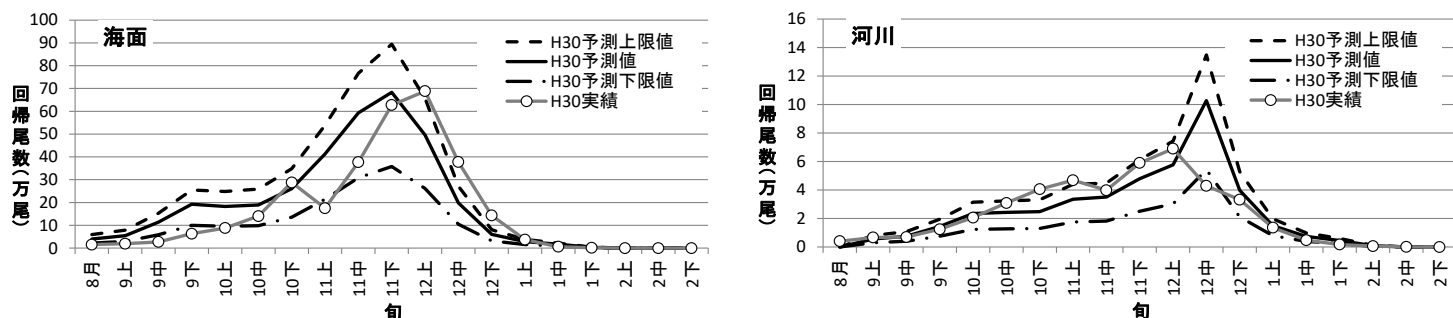 海面
回帰尾数(万尾)
100
90
80
70
60
50
40
30
20
10
0
H30予測上限値
H30予測値
H30予測下限値
H30実績
8月
9上
9中
9下
10上
10中
10下
11上
11中
11下
12上
12中
12下
1上
1中
1下
2上
2中
2下
旬
河川
回帰尾数(万尾)
16
14
12
10
8
6
4
2
0
H30予測上限値
H30予測値
H30予測下限値
H30実績
8月
9上
9中
9下
10上
10中
10下
11上
11中
11下
12上
12中
12下
1上
1中
1下
2上
2中
2下
旬